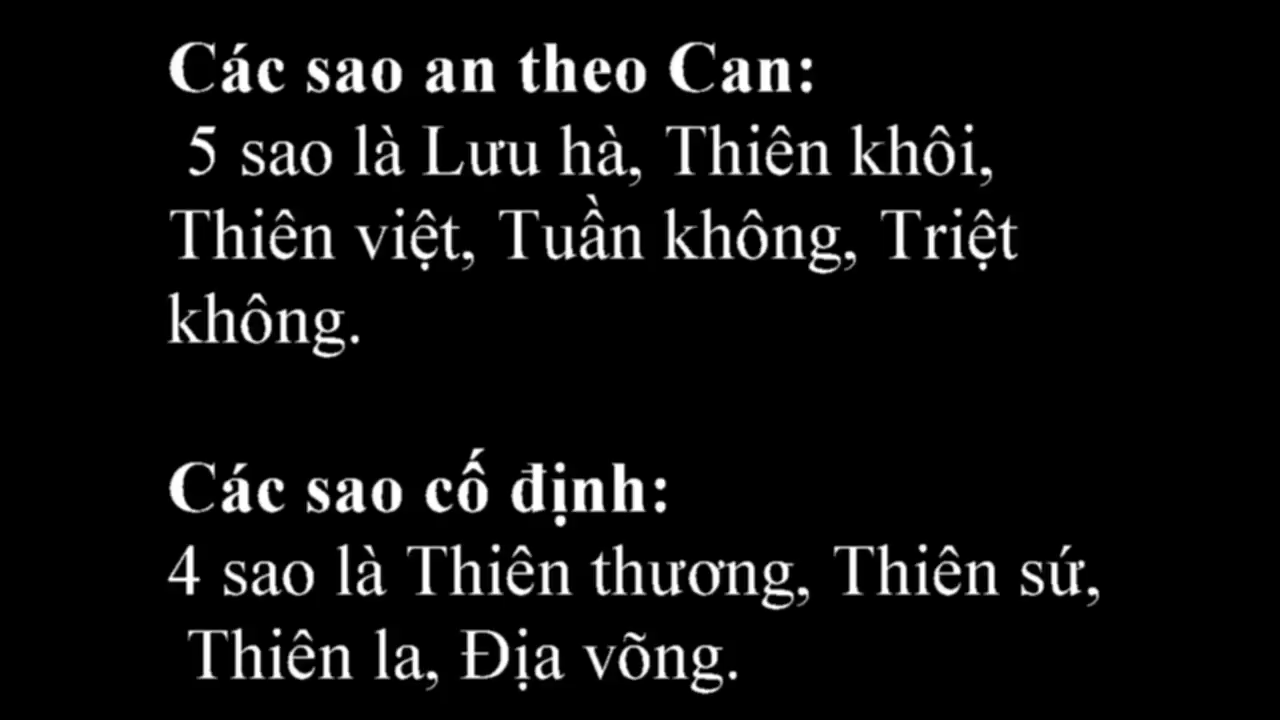 Các sao an theo Can:
5 sao là Lưu hà, Thiên khôi,
Thiên việt, Tuần không, Triệt
không.
Các sao cố định:
4 sao là Thiên thương, Thiên sứ,
Thiên la, Địa võng.